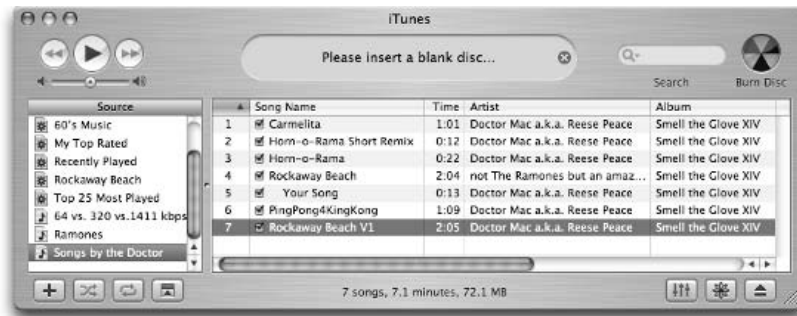 iTunes
Please insert a blank disc...
Search
Burn Disc
Source
60's Music
My Top Rated
Recently Played
Rockaway Beach
Top 25 Most Played
64 vs. 320 vs.1411 kbps
Ramones
Songs by the Doctor
Song Name Time Artist Album
1 Carmelita 1:01 Doctor Mac a.k.a. Reese Peace Smell the Glove XIV
2 Horn-o-Rama Short Remix 0:12 Doctor Mac a.k.a. Reese Peace Smell the Glove XIV
3 Horn-o-Rama 0:22 Doctor Mac a.k.a. Reese Peace Smell the Glove XIV
4 Rockaway Beach 2:04 not The Ramones but an amaz... Smell the Glove XIV
5 Your Song 0:13 Doctor Mac a.k.a. Reese Peace Smell the Glove XIV
6 PingPong4KingKong 1:09 Doctor Mac a.k.a. Reese Peace Smell the Glove XIV
7 Rockaway Beach V1 2:05 Doctor Mac a.k.a. Reese Peace Smell the Glove XIV
7 songs, 7.1 minutes, 72.1 MB